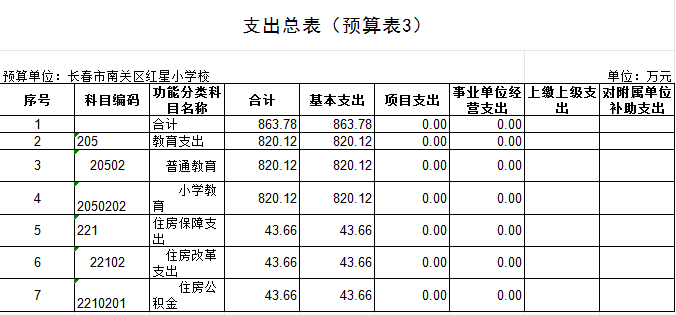 支出总表（预算表3）
预算单位：长春市南关区红星小学校 单位：万元
序号 科目编码 功能分类科目名称 合计 基本支出 项目支出 事业单位经营支出 上缴上级支出 对附属单位补助支出
1 合计 863.78 863.78 0.00 0.00
2 205 教育支出 820.12 820.12 0.00 0.00
3 20502 普通教育 820.12 820.12 0.00 0.00
4 2050202 小学教育 820.12 820.12 0.00 0.00
5 221 住房保障支出 43.66 43.66 0.00 0.00
6 22102 住房改革支出 43.66 43.66 0.00 0.00
7 2210201 住房公积金 43.66 43.66 0.00 0.00